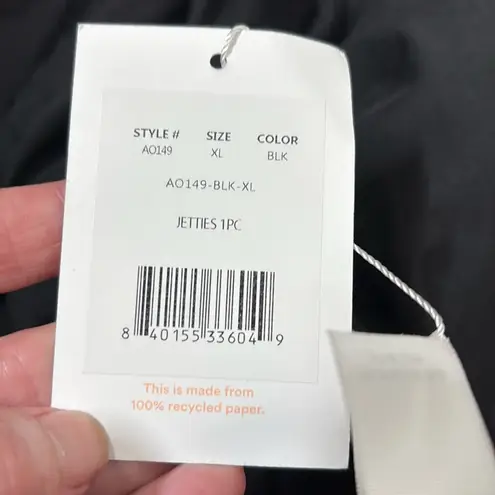 STYLE # SIZE COLOR
AO149 XL BLK
AO149-BLK-XL
JETTIES 1PC
8 40155 33604 9
This is made from
100% recycled paper.